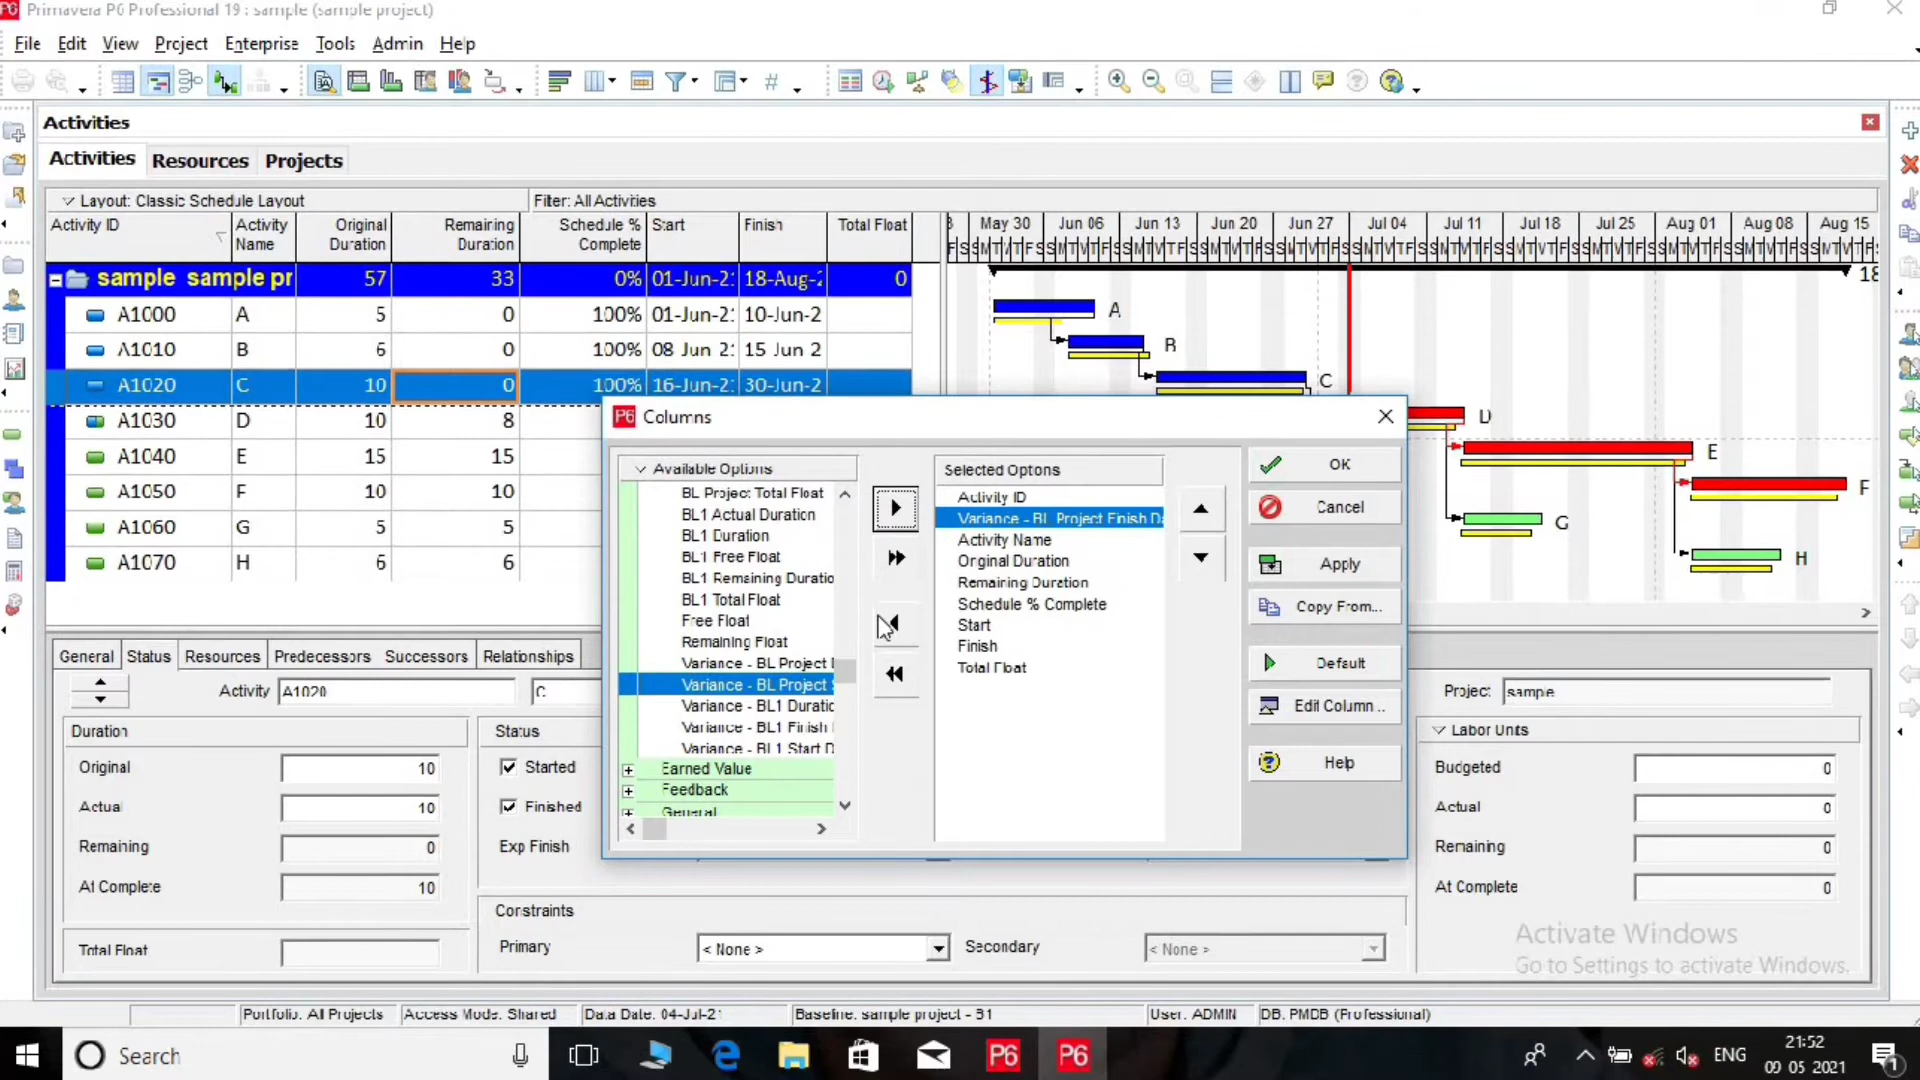 Primavera P6 Professional 19 : sample (sample project)
File Edit View Project Enterprise Tools Admin Help
Activities
Activities Resources Projects
Layout: Classic Schedule Layout Filter: All Activities
Activity ID Activity Name Original Duration Remaining Duration Schedule % Complete Start Finish Total Float
May 30 Jun 06 Jun 13 Jun 20 Jun 27 Jul 04 Jul 11 Jul 18 Jul 25 Aug 01 Aug 08 Aug 15
sample sample pr 57 33 0% 01-Jun-2 18-Aug-2 0 18
A1000 A 5 0 100% 01-Jun-21 10-Jun-2 A
A1010 B 6 0 100% 08 Jun 2 15 Jun 2 B
A1020 C 10 0 100% 16-Jun-2 30-Jun-2 C
A1030 D 10 8 D
A1040 E 15 15 E
A1050 F 10 10 F
A1060 G 5 5 G
A1070 H 6 6 H
P6 Columns
Available Options
BL Project Total Float
BL1 Actual Duration
BL1 Duration
BL1 Free Float
BL1 Remaining Duratio
BL1 Total Float
Free Float
Remaining Float
Variance - BL Project
Variance - BL Project
Variance - BL1 Duratio
Variance - BL1 Finish
Variance - BL1 Start D
Earned Value
Feedback
General
Selected Options
Activity ID
Variance - BL Project Finish Da
Activity Name
Original Duration
Remaining Duration
Schedule % Complete
Start
Finish
Total Float
OK
Cancel
Apply
Copy From...
Default
Edit Column...
Help
General Status Resources Predecessors Successors Relationships
Activity A1020 C Project sample
Duration
Original 10
Actual 10
Remaining 0
At Complete 10
Total Float
Status
Started
Finished
Exp Finish
Constraints
Primary < None > Secondary < None >
Labor Units
Budgeted 0
Actual 0
Remaining 0
At Complete 0
Activate Windows
Go to Settings to activate Windows.
Portfolio: All Projects Access Mode: Shared Data Date: 04-Jul-21 Baseline: sample project - B1 User: ADMIN DB: PMDB (Professional)
Search P6 P6 ENG 21:52
09-05-2021 1